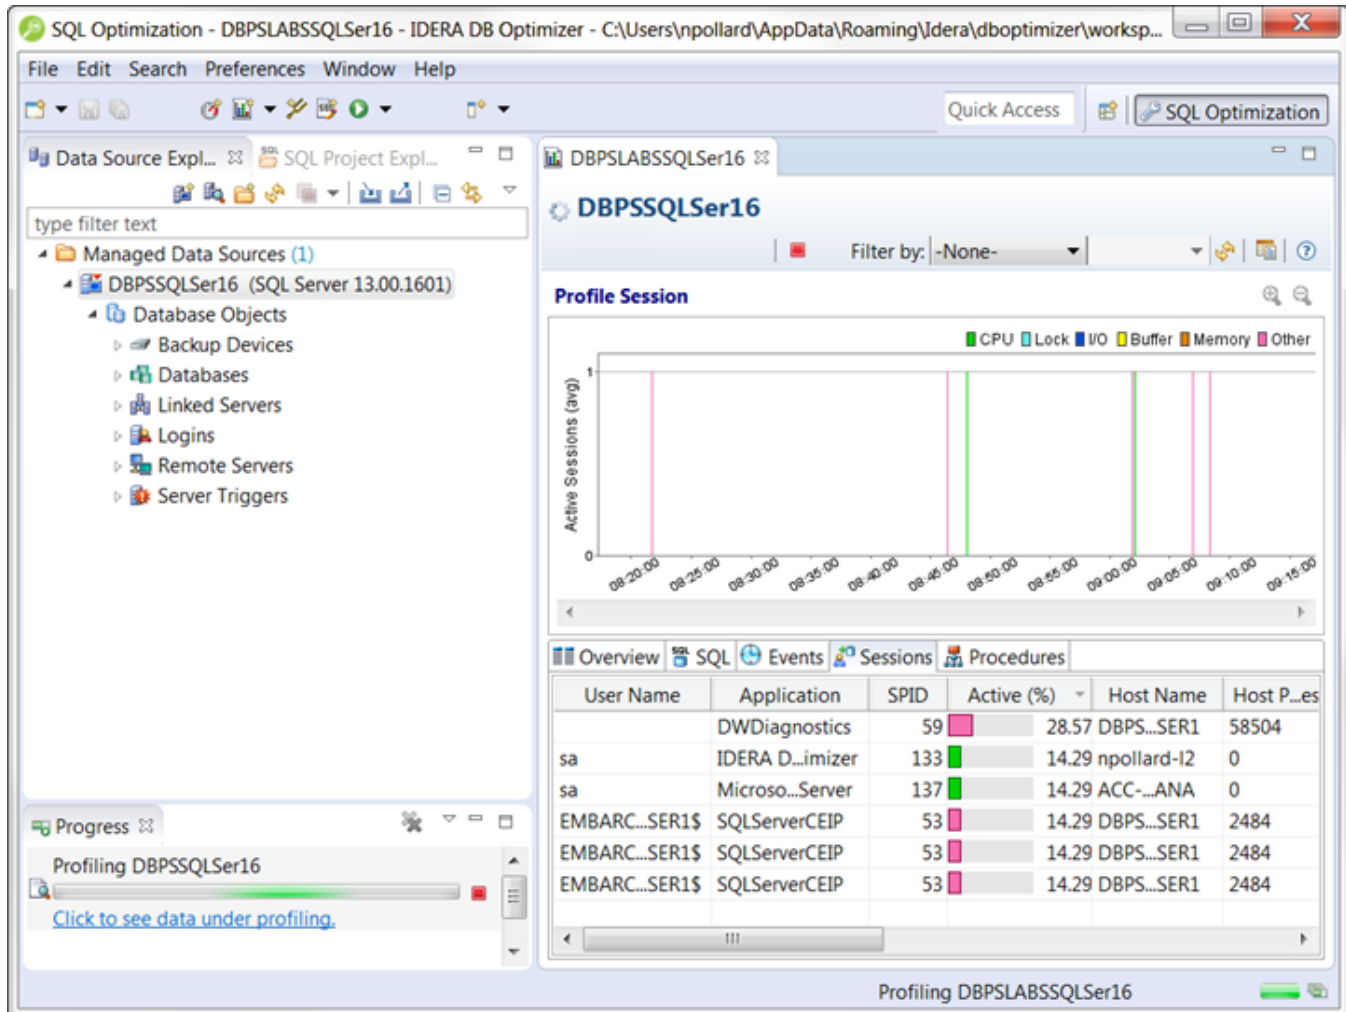 SQL Optimization - DBPSLABSSQLSer16 - IDERA DB Optimizer - C:\Users\npollard\AppData\Roaming\Idera\dboptimizer\worksp...
File Edit Search Preferences Window Help
Quick Access SQL Optimization
Data Source Expl... SQL Project Expl...
type filter text
Managed Data Sources (1)
DBPSSQLSer16 (SQL Server 13.00.1601)
Database Objects
Backup Devices
Databases
Linked Servers
Logins
Remote Servers
Server Triggers
Progress
Profiling DBPSSQLSer16
Click to see data under profiling.
DBPSLABSSQLSer16
DBPSSQLSer16
Filter by: -None-
Profile Session
CPU Lock I/O Buffer Memory Other
Active Sessions (avg)
1
0
08:20:00 08:25:00 08:30:00 08:35:00 08:40:00 08:45:00 08:50:00 08:55:00 09:00:00 09:05:00 09:10:00 09:15:00
Overview SQL Events Sessions Procedures
User Name Application SPID Active (%) Host Name Host P...es
DWDiagnostics 59 28.57 DBPS...SER1 58504
sa IDERA D...imizer 133 14.29 npollard-l2 0
sa Microso...Server 137 14.29 ACC-...ANA 0
EMBARC...SER1$ SQLServerCEIP 53 14.29 DBPS...SER1 2484
EMBARC...SER1$ SQLServerCEIP 53 14.29 DBPS...SER1 2484
EMBARC...SER1$ SQLServerCEIP 53 14.29 DBPS...SER1 2484
Profiling DBPSLABSSQLSer16